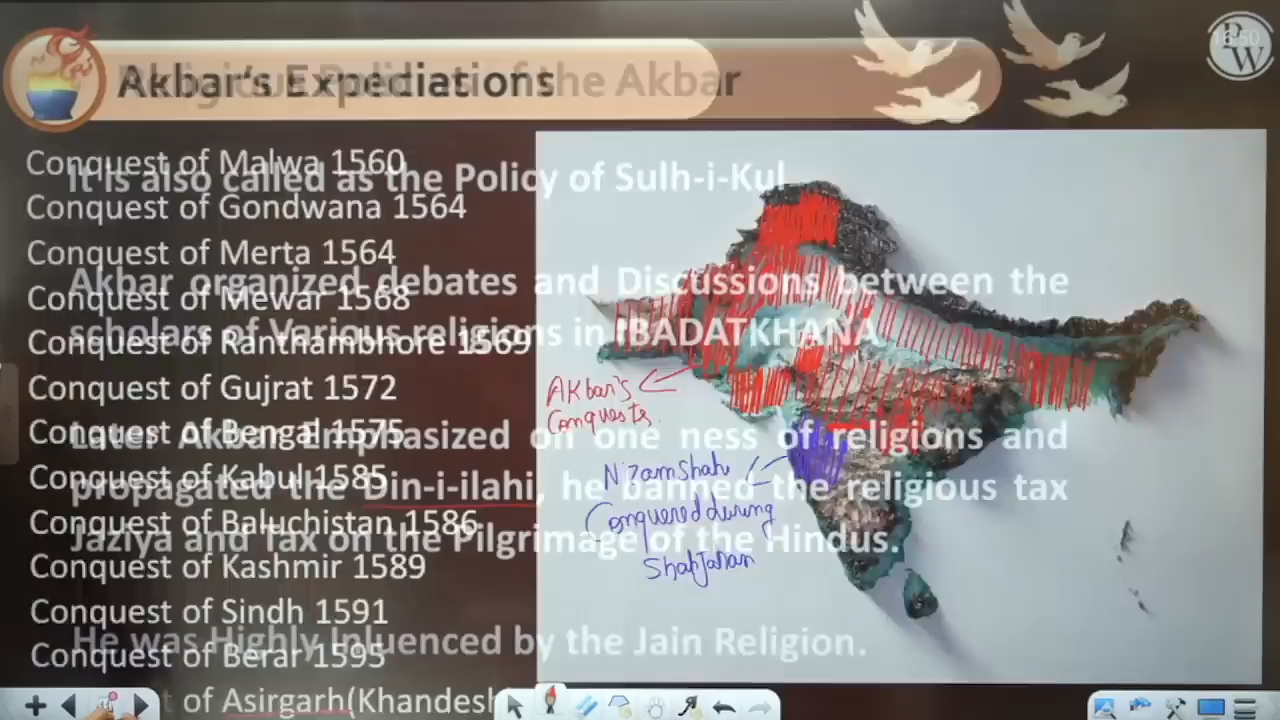 Akbar's Expediations
Religious Policies of the Akbar
16:50
PW
Conquest of Malwa 1560
It is also called as the Policy of Sulh-i-Kul
Conquest of Gondwana 1564
Conquest of Merta 1564
Akbar organized debates and Discussions between the
Conquest of Mewar 1568
scholars of Various religions in IBADATKHANA
Conquest of Ranthambhore 1569
Conquest of Gujrat 1572
Akbar's
Conquests.
Conquest of Bengal 1575
Later Akbar Emphasized on one ness of religions and
Nizamshah
Conquest of Kabul 1585
propagated the Din-i-ilahi, he banned the religious tax
Conquered during
Conquest of Baluchistan 1586
Jaziya and Tax on the Pilgrimage of the Hindus.
Shahjahan
Conquest of Kashmir 1589
Conquest of Sindh 1591
He was Highly Inluenced by the Jain Religion.
Conquest of Berar 1595
t of Asirgarh(Khandesh